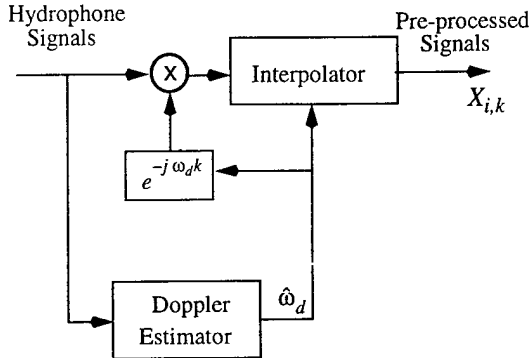 Hydrophone
Signals
Pre-processed
Signals
X
Interpolator
X_{i,k}
e^{-j ω_d k}
Doppler
Estimator
ω̂_d